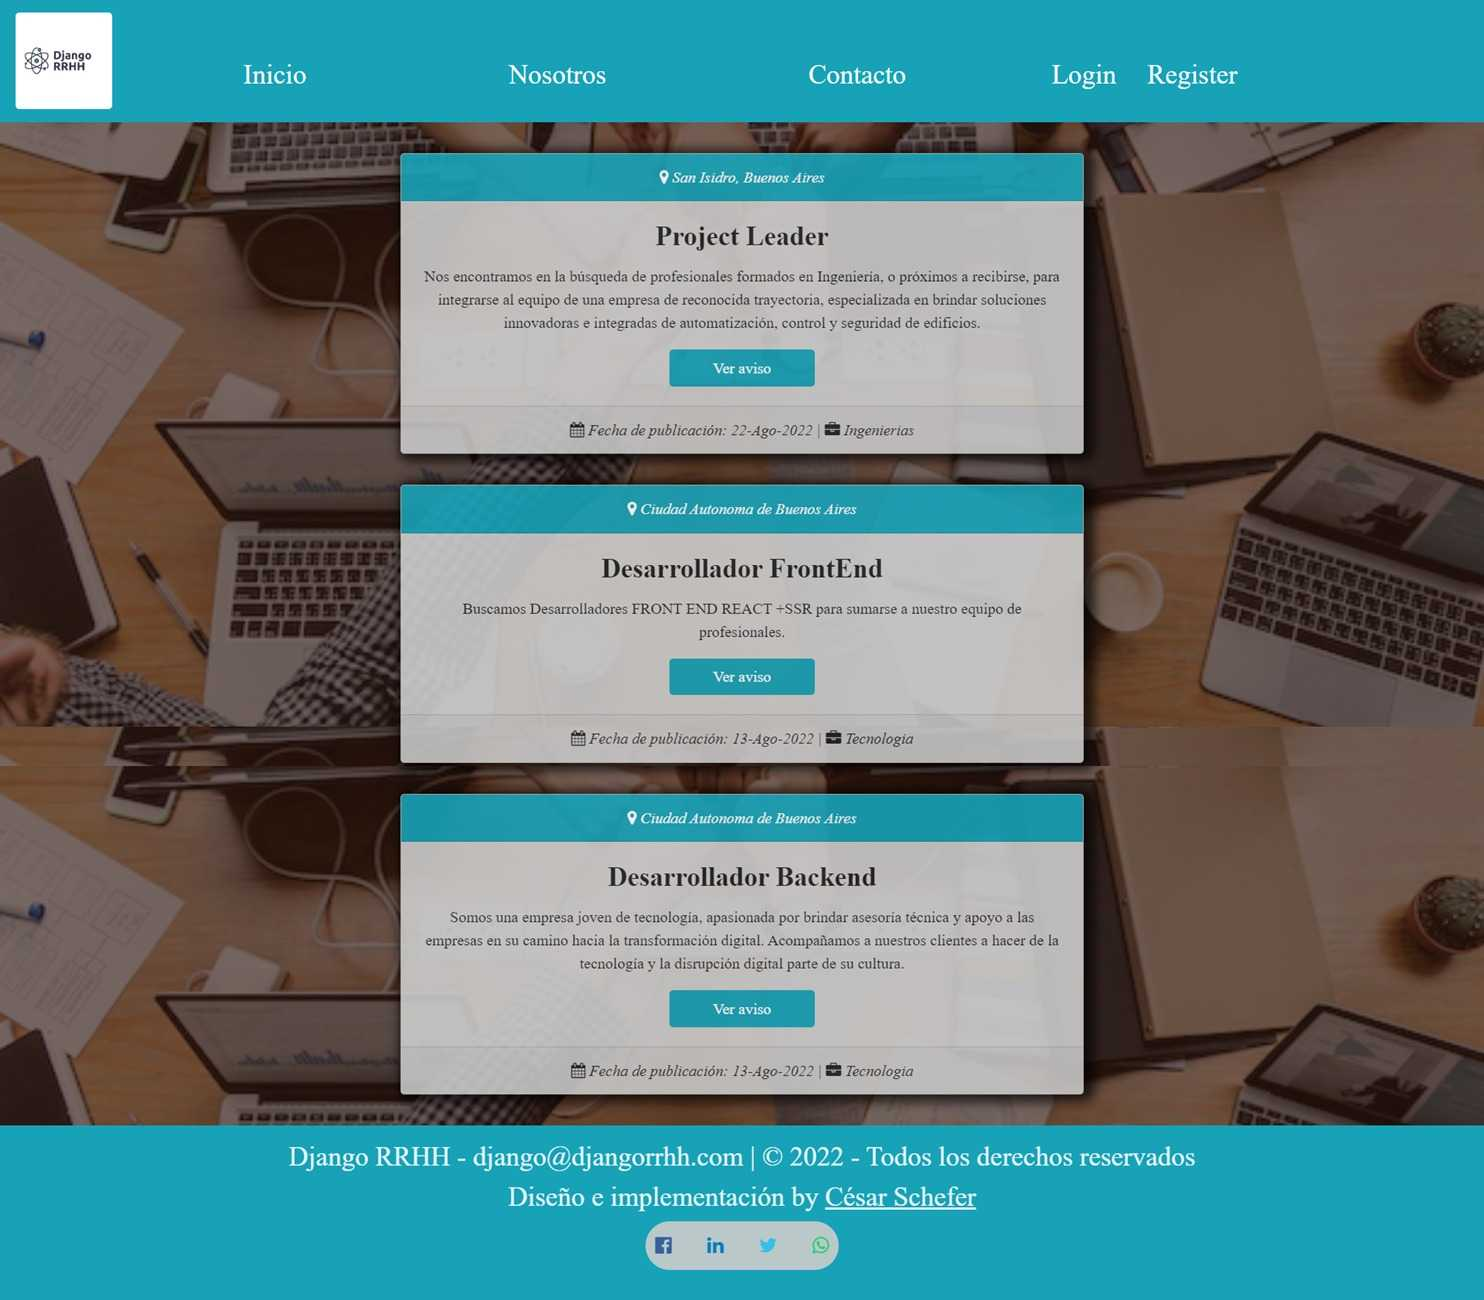 Django
RRHH
Inicio Nosotros Contacto Login Register
San Isidro, Buenos Aires
Project Leader
Nos encontramos en la búsqueda de profesionales formados en Ingeniería, o próximos a recibirse, para
integrarse al equipo de una empresa de reconocida trayectoria, especializada en brindar soluciones
innovadoras e integradas de automatización, control y seguridad de edificios.
Ver aviso
Fecha de publicación: 22-Ago-2022 | Ingenierias
Ciudad Autonoma de Buenos Aires
Desarrollador FrontEnd
Buscamos Desarrolladores FRONT END REACT +SSR para sumarse a nuestro equipo de
profesionales.
Ver aviso
Fecha de publicación: 13-Ago-2022 | Tecnologia
Ciudad Autonoma de Buenos Aires
Desarrollador Backend
Somos una empresa joven de tecnología, apasionada por brindar asesoría técnica y apoyo a las
empresas en su camino hacia la transformación digital. Acompañamos a nuestros clientes a hacer de la
tecnología y la disrupción digital parte de su cultura.
Ver aviso
Fecha de publicación: 13-Ago-2022 | Tecnologia
Django RRHH - django@djangorrhh.com | © 2022 - Todos los derechos reservados
Diseño e implementación by César Schefer